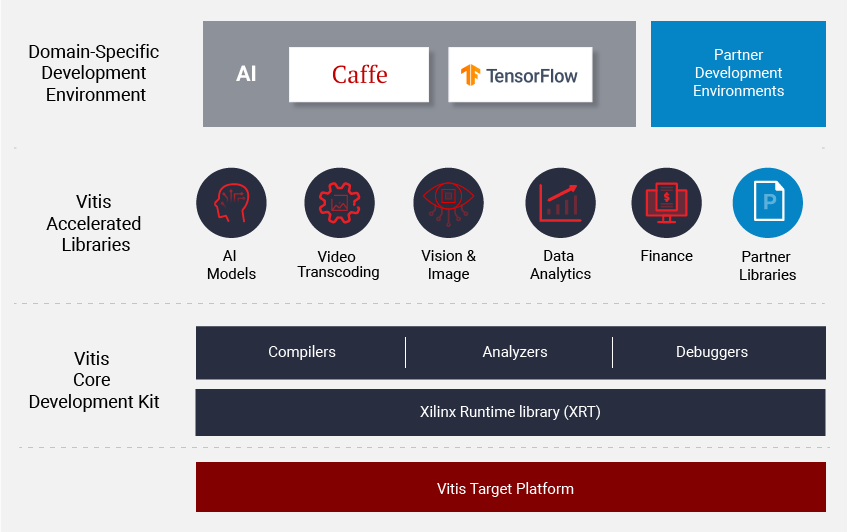 Domain-Specific
Development
Environment
AI
Caffe
TensorFlow
Partner
Development
Environments
Vitis
Accelerated
Libraries
AI
Models
Video
Transcoding
Vision &
Image
Data
Analytics
$
Finance
P
Partner
Libraries
Vitis
Core
Development Kit
Compilers
Analyzers
Debuggers
Xilinx Runtime library (XRT)
Vitis Target Platform